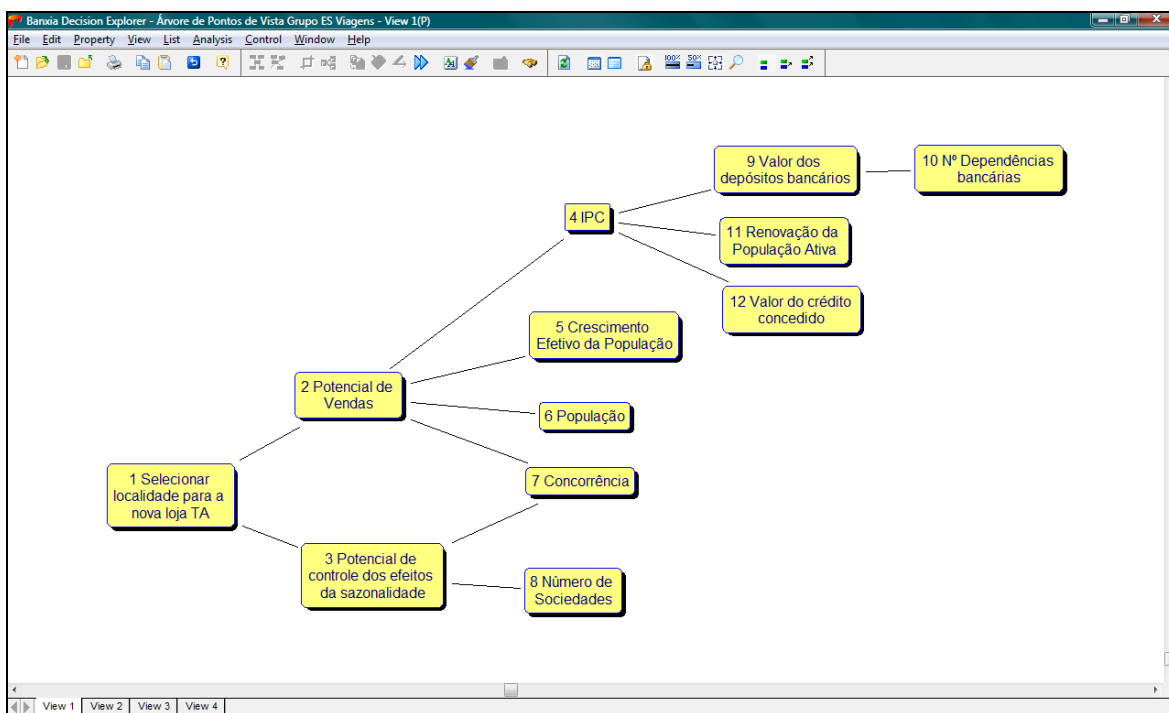 Banxia Decision Explorer - Árvore de Pontos de Vista Grupo ES Viagens - View 1(P)
File Edit Property View List Analysis Control Window Help
100% 50%
9 Valor dos
depósitos bancários
10 Nº Dependências
bancárias
4 IPC
11 Renovação da
População Ativa
12 Valor do crédito
concedido
5 Crescimento
Efetivo da População
2 Potencial de
Vendas
6 População
1 Selecionar
localidade para a
nova loja TA
7 Concorrência
3 Potencial de
controle dos efeitos
da sazonalidade
8 Número de
Sociedades
View 1 View 2 View 3 View 4